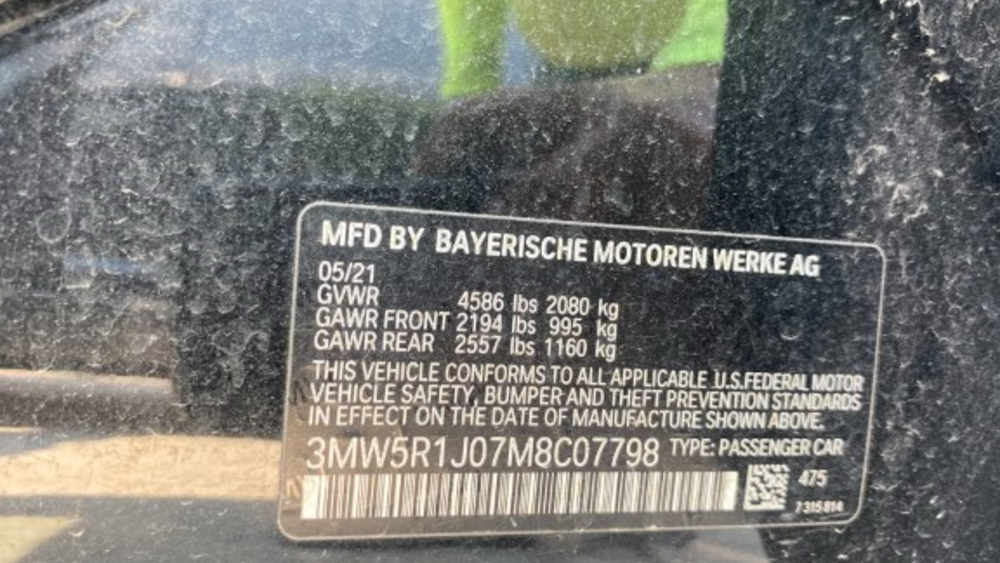 MFD BY BAYERISCHE MOTOREN WERKE AG
05/21
GVWR 4586 lbs 2080 kg
GAWR FRONT 2194 lbs 995 kg
GAWR REAR 2557 lbs 1160 kg
THIS VEHICLE CONFORMS TO ALL APPLICABLE U.S.FEDERAL MOTOR
VEHICLE SAFETY, BUMPER AND THEFT PREVENTION STANDARDS
IN EFFECT ON THE DATE OF MANUFACTURE SHOWN ABOVE.
3MW5R1J07M8C07798 TYPE: PASSENGER CAR
475
7 315 814